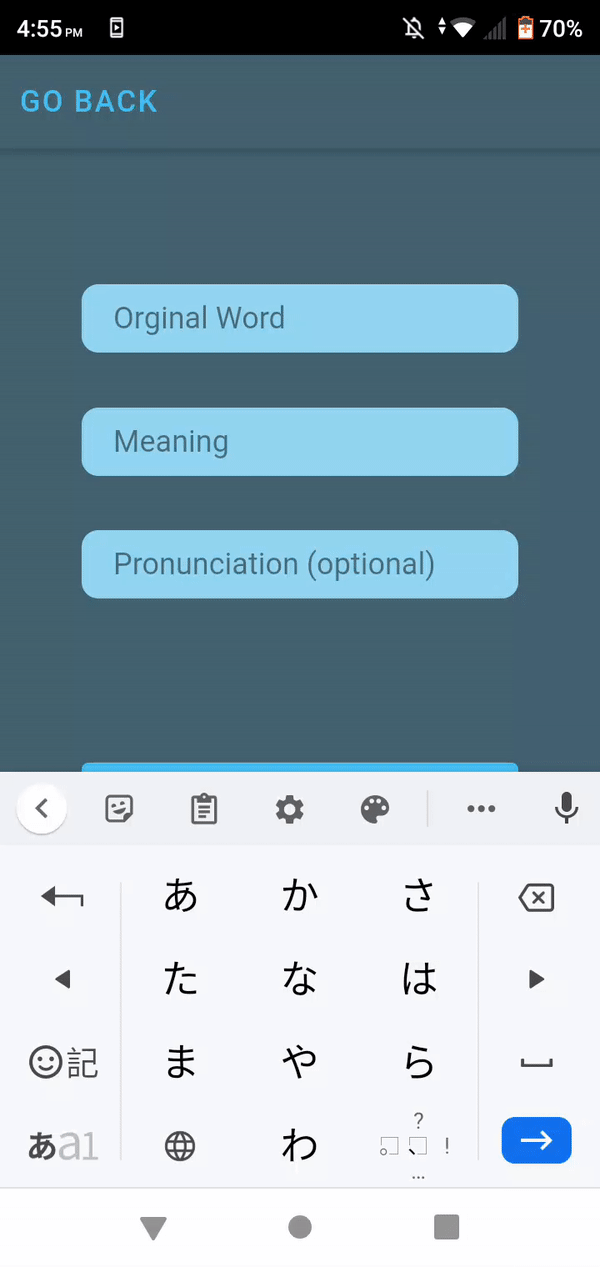 4:55 PM 70%
GO BACK
Orginal Word
Meaning
Pronunciation (optional)
あ か さ
た な は
ま や ら
記
?
わ 。 、 !
...
あa1